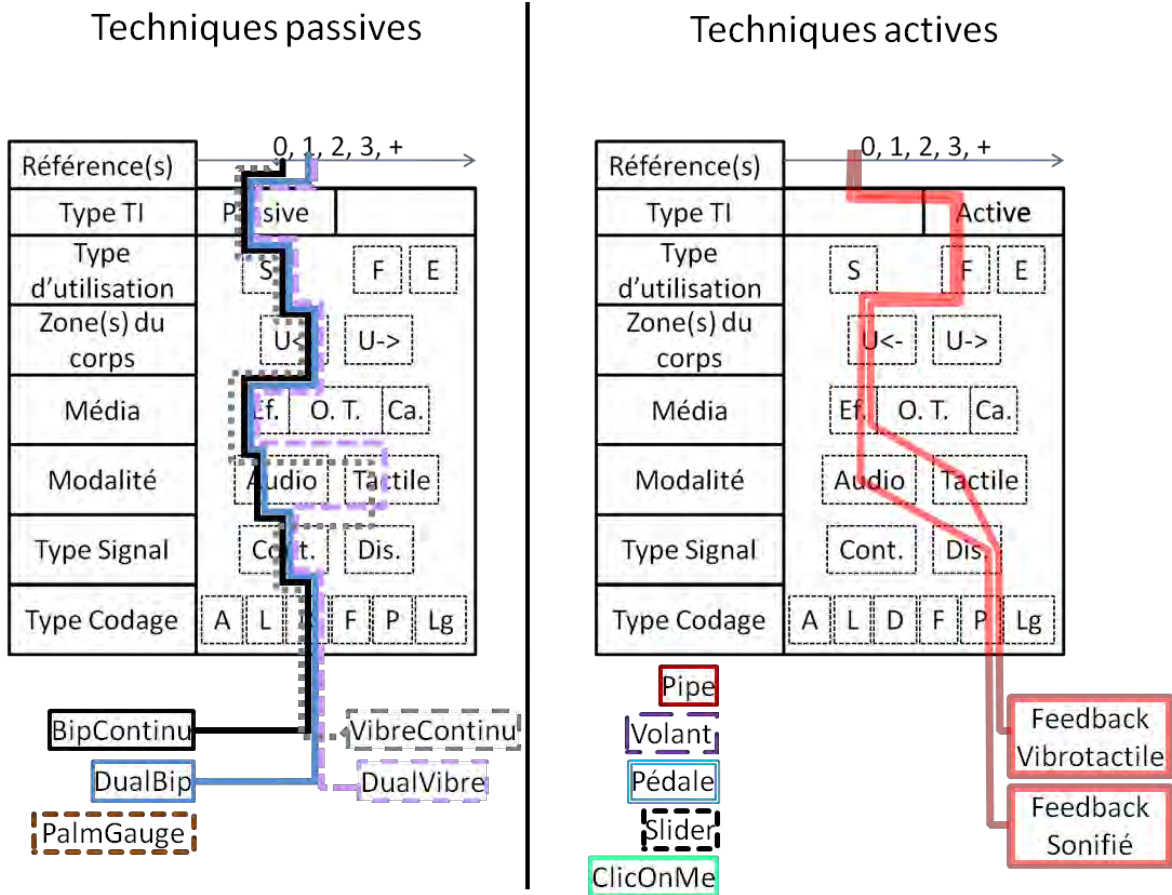 Techniques passives
0, 1, 2, 3, +
Référence(s)
Type TI
Passive
Type
d'utilisation
S
F
E
Zone(s) du
corps
U<
U->
Média
Ef.
O. T.
Ca.
Modalité
Audio
Tactile
Type Signal
Cont.
Dis.
Type Codage
A
L
F
P
Lg
BipContinu
VibreContinu
DualBip
DualVibre
PalmGauge
Techniques actives
0, 1, 2, 3, +
Référence(s)
Type TI
Active
Type
d'utilisation
S
F
E
Zone(s) du
corps
U<-
U->
Média
Ef.
O. T.
Ca.
Modalité
Audio
Tactile
Type Signal
Cont.
Dis.
Type Codage
A
L
D
F
P
Lg
Pipe
Volant
Pédale
Slider
ClicOnMe
Feedback
Vibrotactile
Feedback
Sonifié